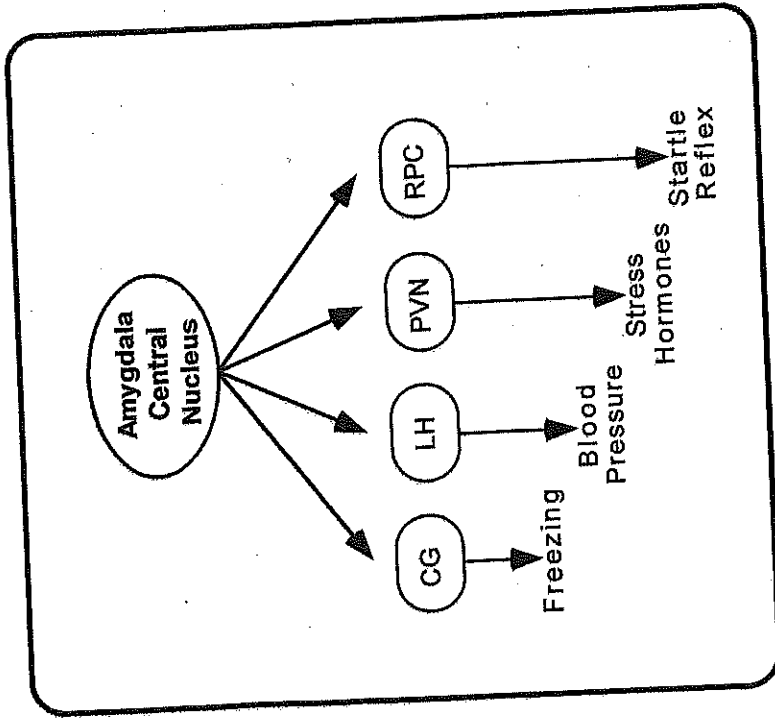 Amygdala
Central
Nucleus
CG
LH
PVN
RPC
Freezing
Blood
Pressure
Stress
Hormones
Startle
Reflex